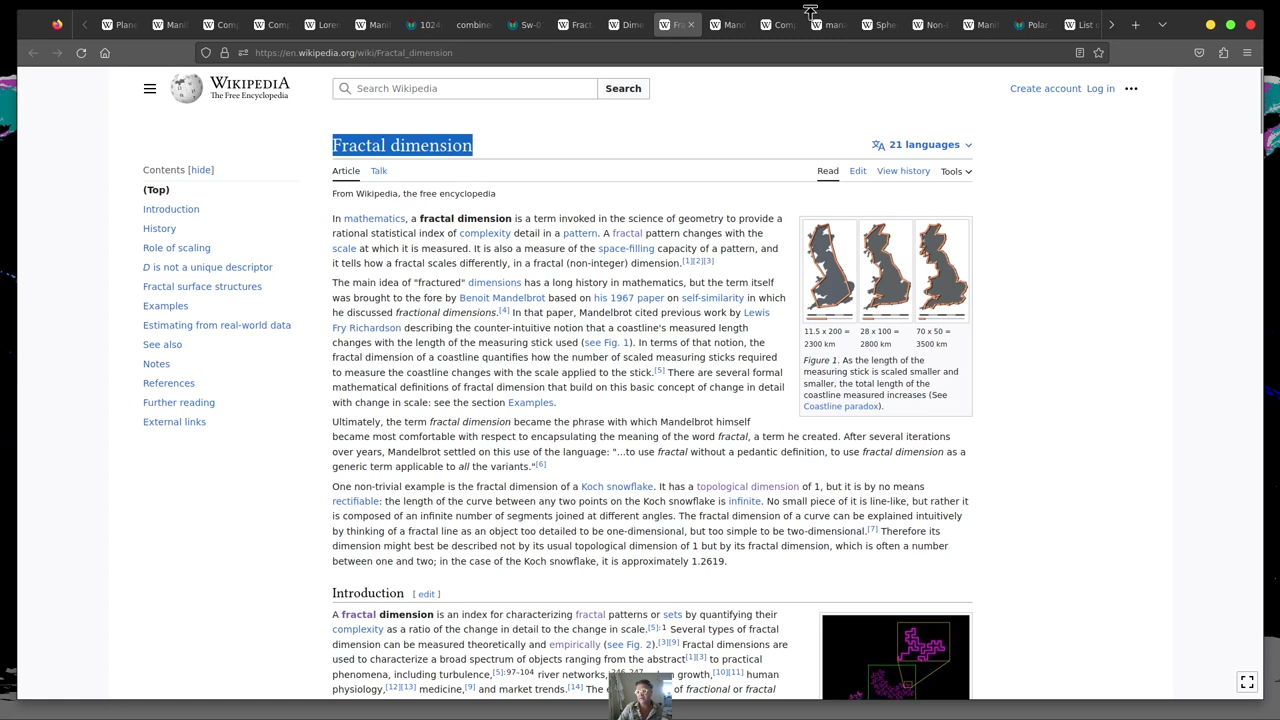 Plane
Mani
Com
Comp
Loren
Mani
1024-
combine
Sw-0
Fract
Dime
Fra
Mand
Comp
mana
Sphe
Non-i
Mani
Polar
List o
https://en.wikipedia.org/wiki/Fractal_dimension
WIKIPEDIA
The Free Encyclopedia
Search Wikipedia
Search
Create account Log in
Fractal dimension
21 languages
Contents [hide]
Article Talk
Read Edit View history Tools
(Top)
Introduction
History
Role of scaling
D is not a unique descriptor
Fractal surface structures
Examples
Estimating from real-world data
See also
Notes
References
Further reading
External links
From Wikipedia, the free encyclopedia
In mathematics, a fractal dimension is a term invoked in the science of geometry to provide a
rational statistical index of complexity detail in a pattern. A fractal pattern changes with the
scale at which it is measured. It is also a measure of the space-filling capacity of a pattern, and
it tells how a fractal scales differently, in a fractal (non-integer) dimension.[1][2][3]
The main idea of "fractured" dimensions has a long history in mathematics, but the term itself
was brought to the fore by Benoit Mandelbrot based on his 1967 paper on self-similarity in which
he discussed fractional dimensions.[4] In that paper, Mandelbrot cited previous work by Lewis
Fry Richardson describing the counter-intuitive notion that a coastline's measured length
changes with the length of the measuring stick used (see Fig. 1). In terms of that notion, the
fractal dimension of a coastline quantifies how the number of scaled measuring sticks required
to measure the coastline changes with the scale applied to the stick.[5] There are several formal
mathematical definitions of fractal dimension that build on this basic concept of change in detail
with change in scale: see the section Examples.
11.5 x 200 =
2300 km
28 x 100 =
2800 km
70 x 50 =
3500 km
Figure 1. As the length of the
measuring stick is scaled smaller and
smaller, the total length of the
coastline measured increases (See
Coastline paradox).
Ultimately, the term fractal dimension became the phrase with which Mandelbrot himself
became most comfortable with respect to encapsulating the meaning of the word fractal, a term he created. After several iterations
over years, Mandelbrot settled on this use of the language: "...to use fractal without a pedantic definition, to use fractal dimension as a
generic term applicable to all the variants."[6]
One non-trivial example is the fractal dimension of a Koch snowflake. It has a topological dimension of 1, but it is by no means
rectifiable: the length of the curve between any two points on the Koch snowflake is infinite. No small piece of it is line-like, but rather it
is composed of an infinite number of segments joined at different angles. The fractal dimension of a curve can be explained intuitively
by thinking of a fractal line as an object too detailed to be one-dimensional, but too simple to be two-dimensional.[7] Therefore its
dimension might best be described not by its usual topological dimension of 1 but by its fractal dimension, which is often a number
between one and two; in the case of the Koch snowflake, it is approximately 1.2619.
Introduction [ edit ]
A fractal dimension is an index for characterizing fractal patterns or sets by quantifying their
complexity as a ratio of the change in detail to the change in scale.[5]:1 Several types of fractal
dimension can be measured theoretically and empirically (see Fig. 2).[3][9] Fractal dimensions are
used to characterize a broad spectrum of objects ranging from the abstract[1][3] to practical
phenomena, including turbulence,[5]:97–104 river networks,:246–247 growth,[10][11] human
physiology,[12][13] medicine,[9] and market trends.[14] The of fractional or fractal